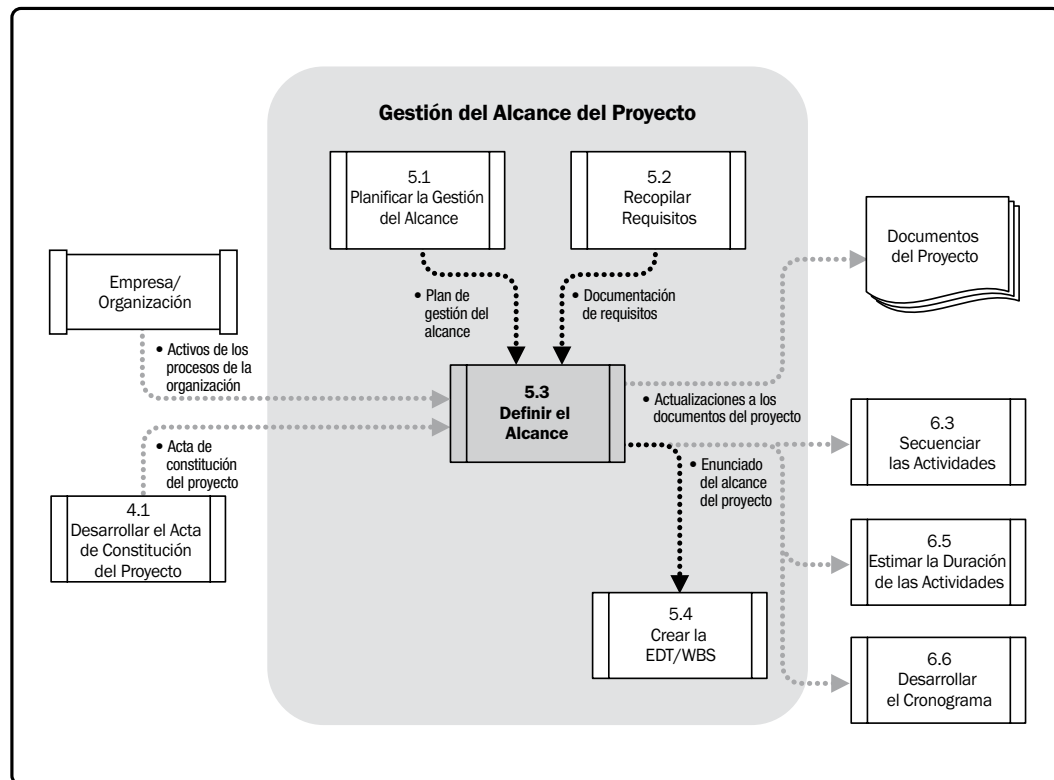 Gestión del Alcance del Proyecto
5.1
Planificar la Gestión
del Alcance
5.2
Recopilar
Requisitos
Documentos
del Proyecto
Empresa/
Organización
• Plan de
gestión del
alcance
• Documentación
de requisitos
• Activos de los
procesos de la
organización
5.3
Definir el
Alcance
• Actualizaciones a los
documentos del proyecto
6.3
Secuenciar
las Actividades
• Acta de
constitución
del proyecto
• Enunciado
del alcance
del proyecto
4.1
Desarrollar el Acta
de Constitución
del Proyecto
6.5
Estimar la Duración
de las Actividades
5.4
Crear la
EDT/WBS
6.6
Desarrollar
el Cronograma